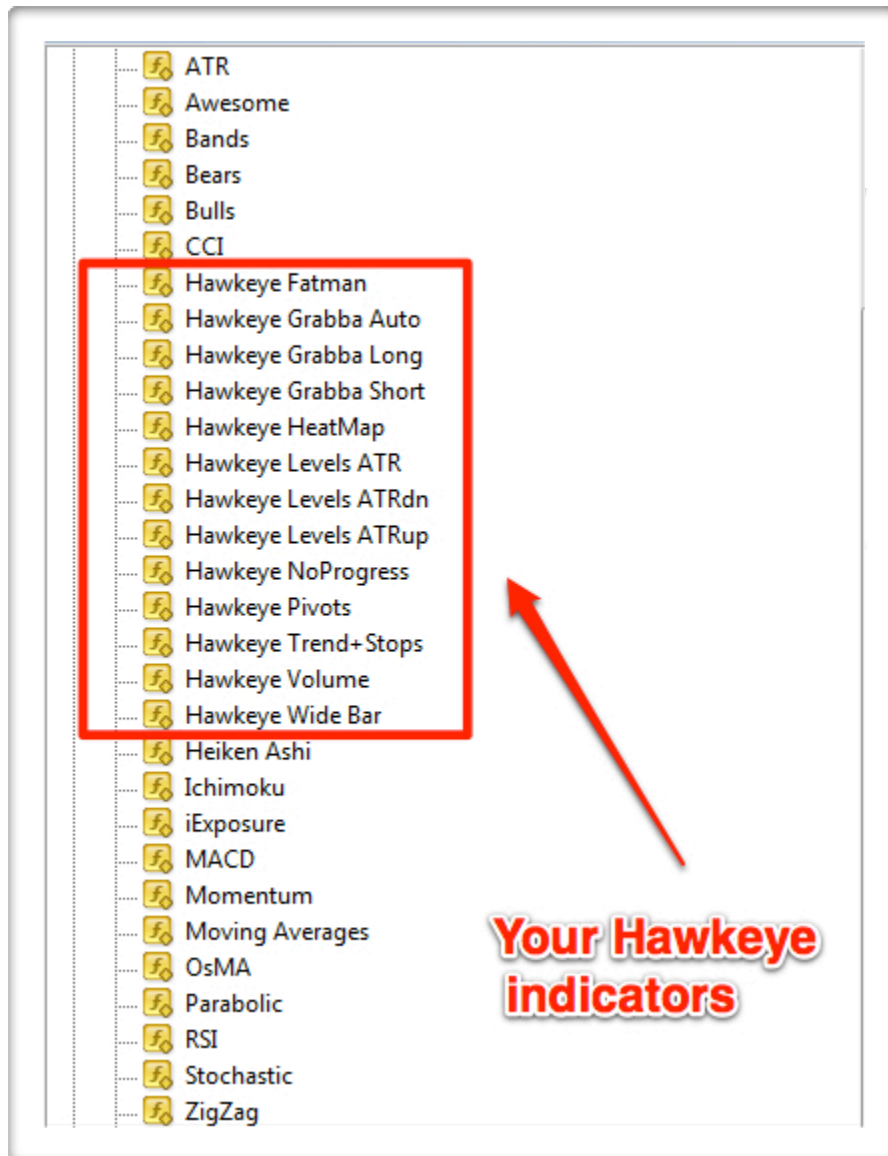 ATR
Awesome
Bands
Bears
Bulls
CCI
Hawkeye Fatman
Hawkeye Grabba Auto
Hawkeye Grabba Long
Hawkeye Grabba Short
Hawkeye HeatMap
Hawkeye Levels ATR
Hawkeye Levels ATRdn
Hawkeye Levels ATRup
Hawkeye NoProgress
Hawkeye Pivots
Hawkeye Trend+Stops
Hawkeye Volume
Hawkeye Wide Bar
Heiken Ashi
Ichimoku
iExposure
MACD
Momentum
Moving Averages
OsMA
Parabolic
RSI
Stochastic
ZigZag
Your Hawkeye
indicators